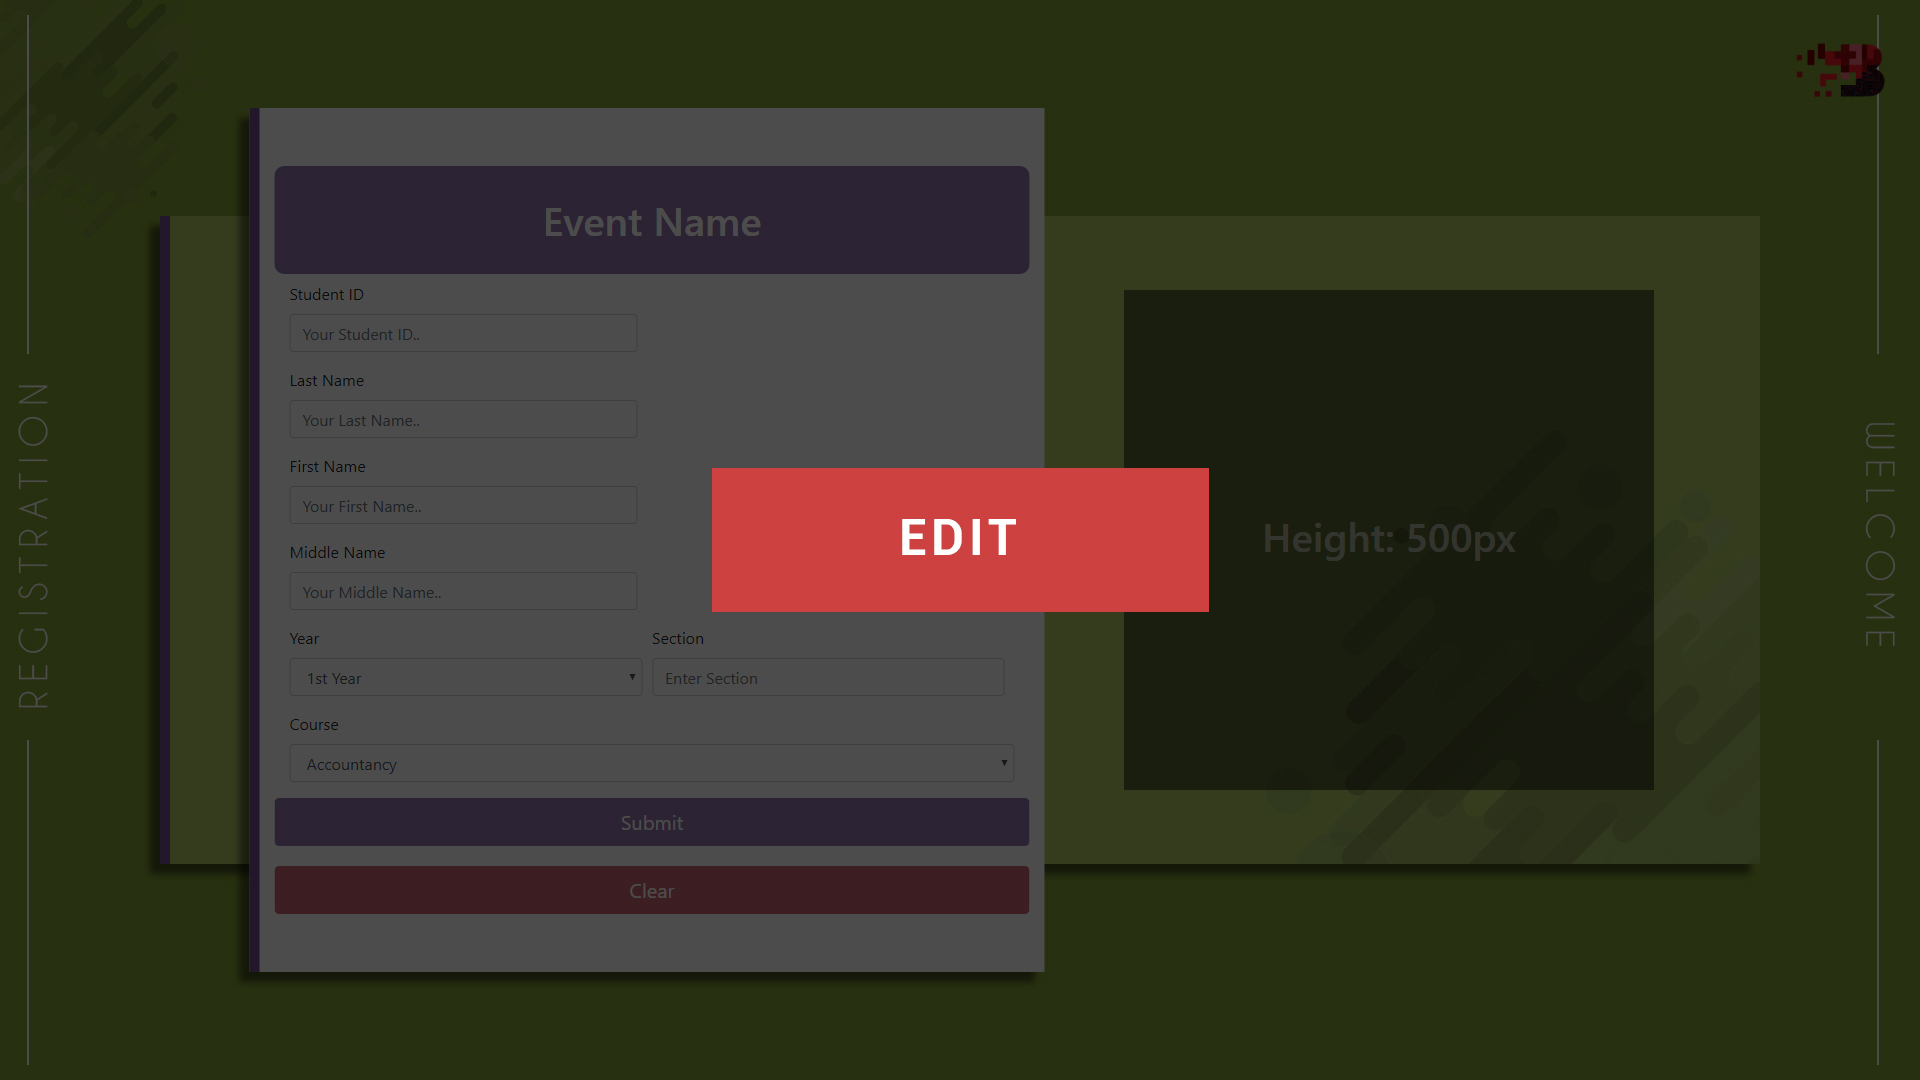 REGISTRATION
Event Name
Student ID
Your Student ID..
Last Name
Your Last Name..
First Name
Your First Name..
Middle Name
Your Middle Name..
Year
Section
1st Year
Enter Section
Course
Accountancy
Submit
Clear
EDIT
Height: 500px
WELCOME
B